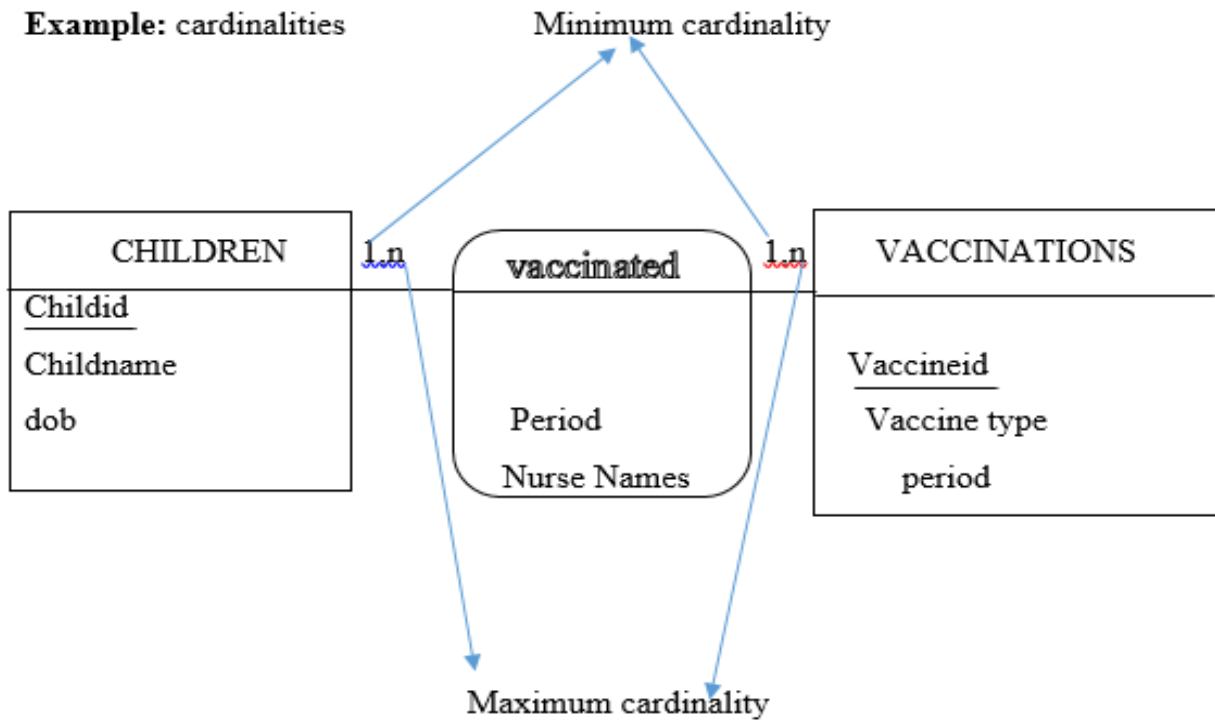 Example: cardinalities
Minimum cardinality
CHILDREN
1,n
vaccinated
1,n
VACCINATIONS
Childid
Childname
dob
Period
Nurse Names
Vaccineid
Vaccine type
period
Maximum cardinality